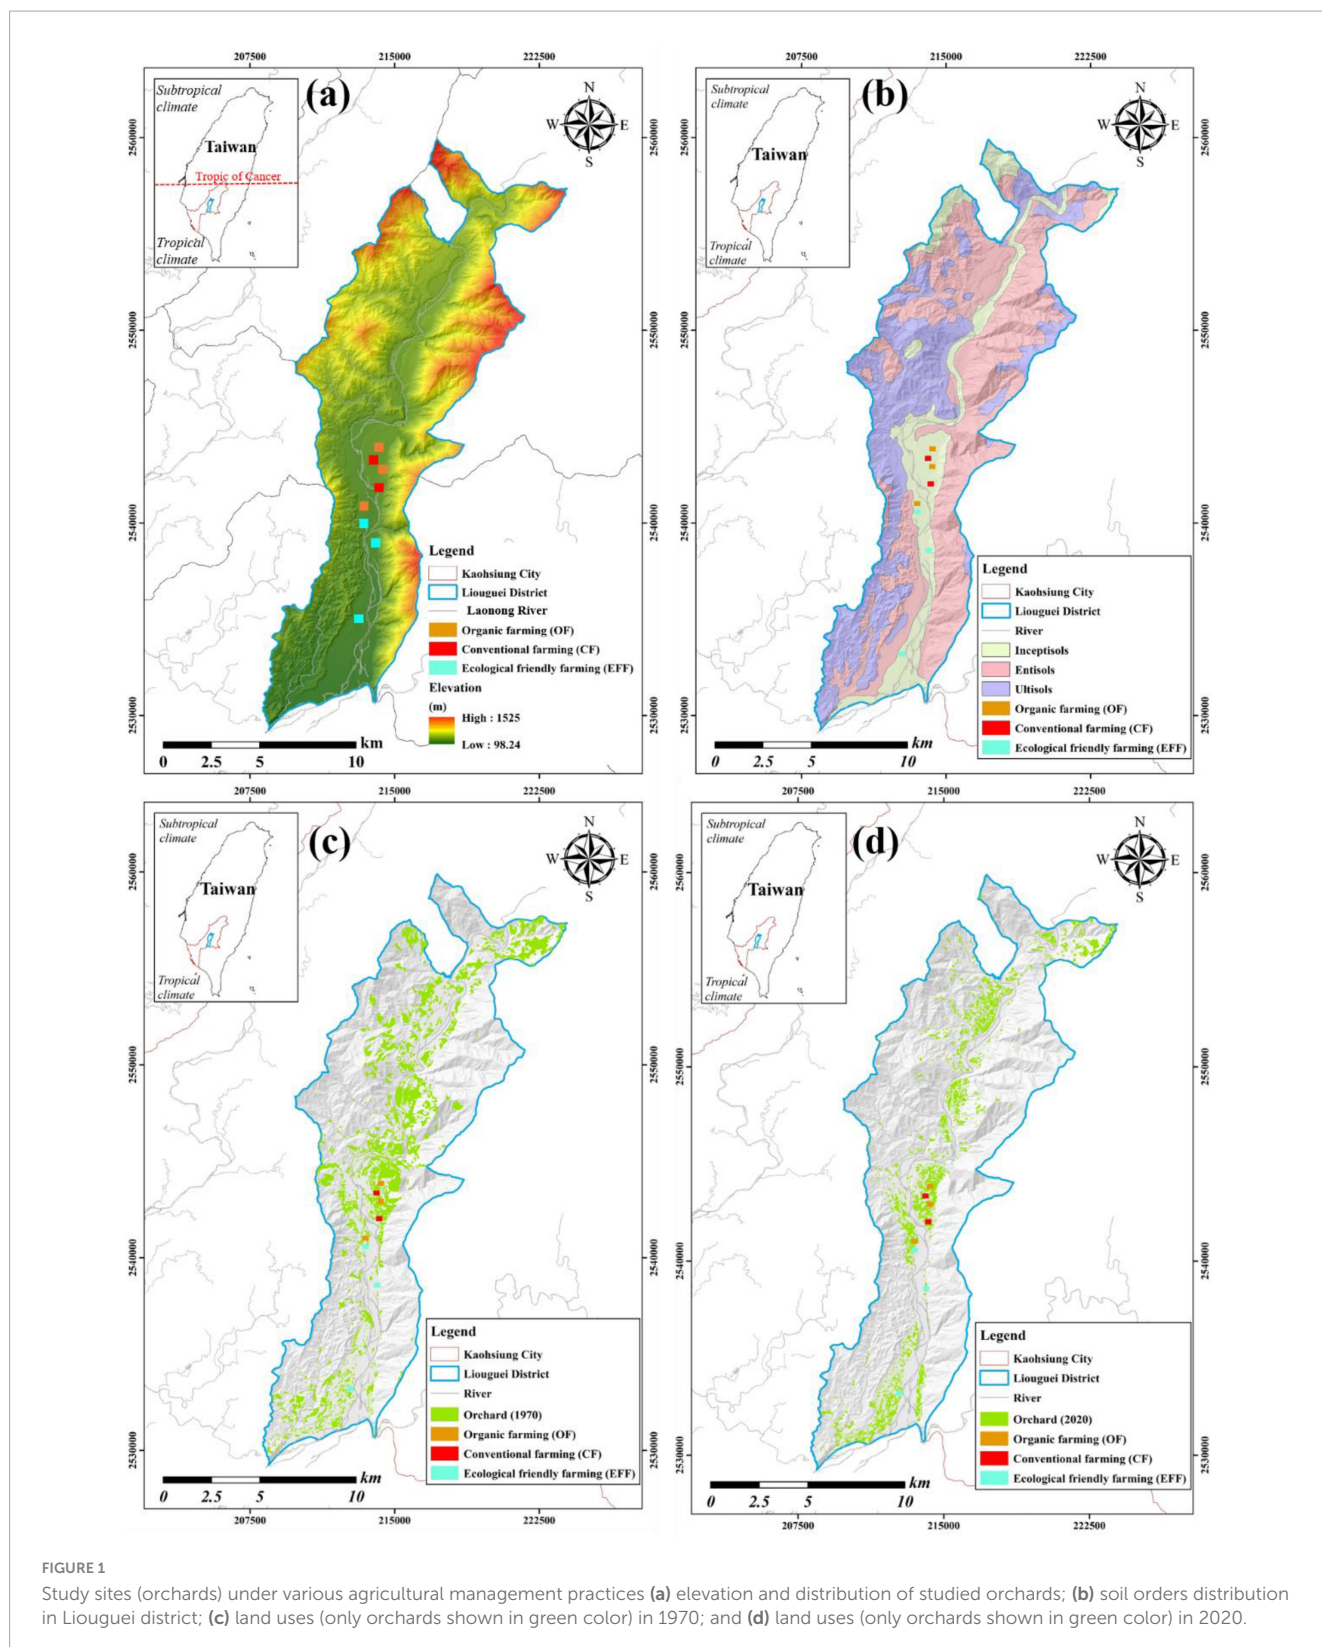 207500
215000
222500
2560000
2550000
2540000
2530000
2560000
2550000
2540000
2530000
(a)
Subtropical
climate
Taiwan
Tropic of Cancer
Tropical
climate
N
W
E
S
Legend
Kaohsiung City
Liouguei District
Laonong River
Organic farming (OF)
Conventional farming (CF)
Ecological friendly farming (EFF)
Elevation
(m)
High : 1525
Low : 98.24
km
0
2.5
5
10
207500
215000
222500
207500
215000
222500
2560000
2550000
2540000
2530000
(b)
Subtropical
climate
Taiwan
Tropical
climate
N
W
E
S
Legend
Kaohsiung City
Liouguei District
River
Inceptisols
Entisols
Ultisols
Organic farming (OF)
Conventional farming (CF)
Ecological friendly farming (EFF)
km
0
2.5
5
10
207500
215000
222500
2560000
2550000
2540000
2530000
2560000
2550000
2540000
2530000
(c)
Subtropical
climate
Taiwan
Tropical
climate
N
W
E
S
Legend
Kaohsiung City
Liouguei District
River
Orchard (1970)
Organic farming (OF)
Conventional farming (CF)
Ecological friendly farming (EFF)
km
0
2.5
5
10
207500
215000
222500
2560000
2550000
2540000
2530000
(d)
Subtropical
climate
Taiwan
Tropical
climate
N
W
E
S
Legend
Kaohsiung City
Liouguei District
River
Orchard (2020)
Organic farming (OF)
Conventional farming (CF)
Ecological friendly farming (EFF)
km
0
2.5
5
10
207500
215000
222500
FIGURE 1
Study sites (orchards) under various agricultural management practices (a) elevation and distribution of studied orchards; (b) soil orders distribution
in Liouguei district; (c) land uses (only orchards shown in green color) in 1970; and (d) land uses (only orchards shown in green color) in 2020.